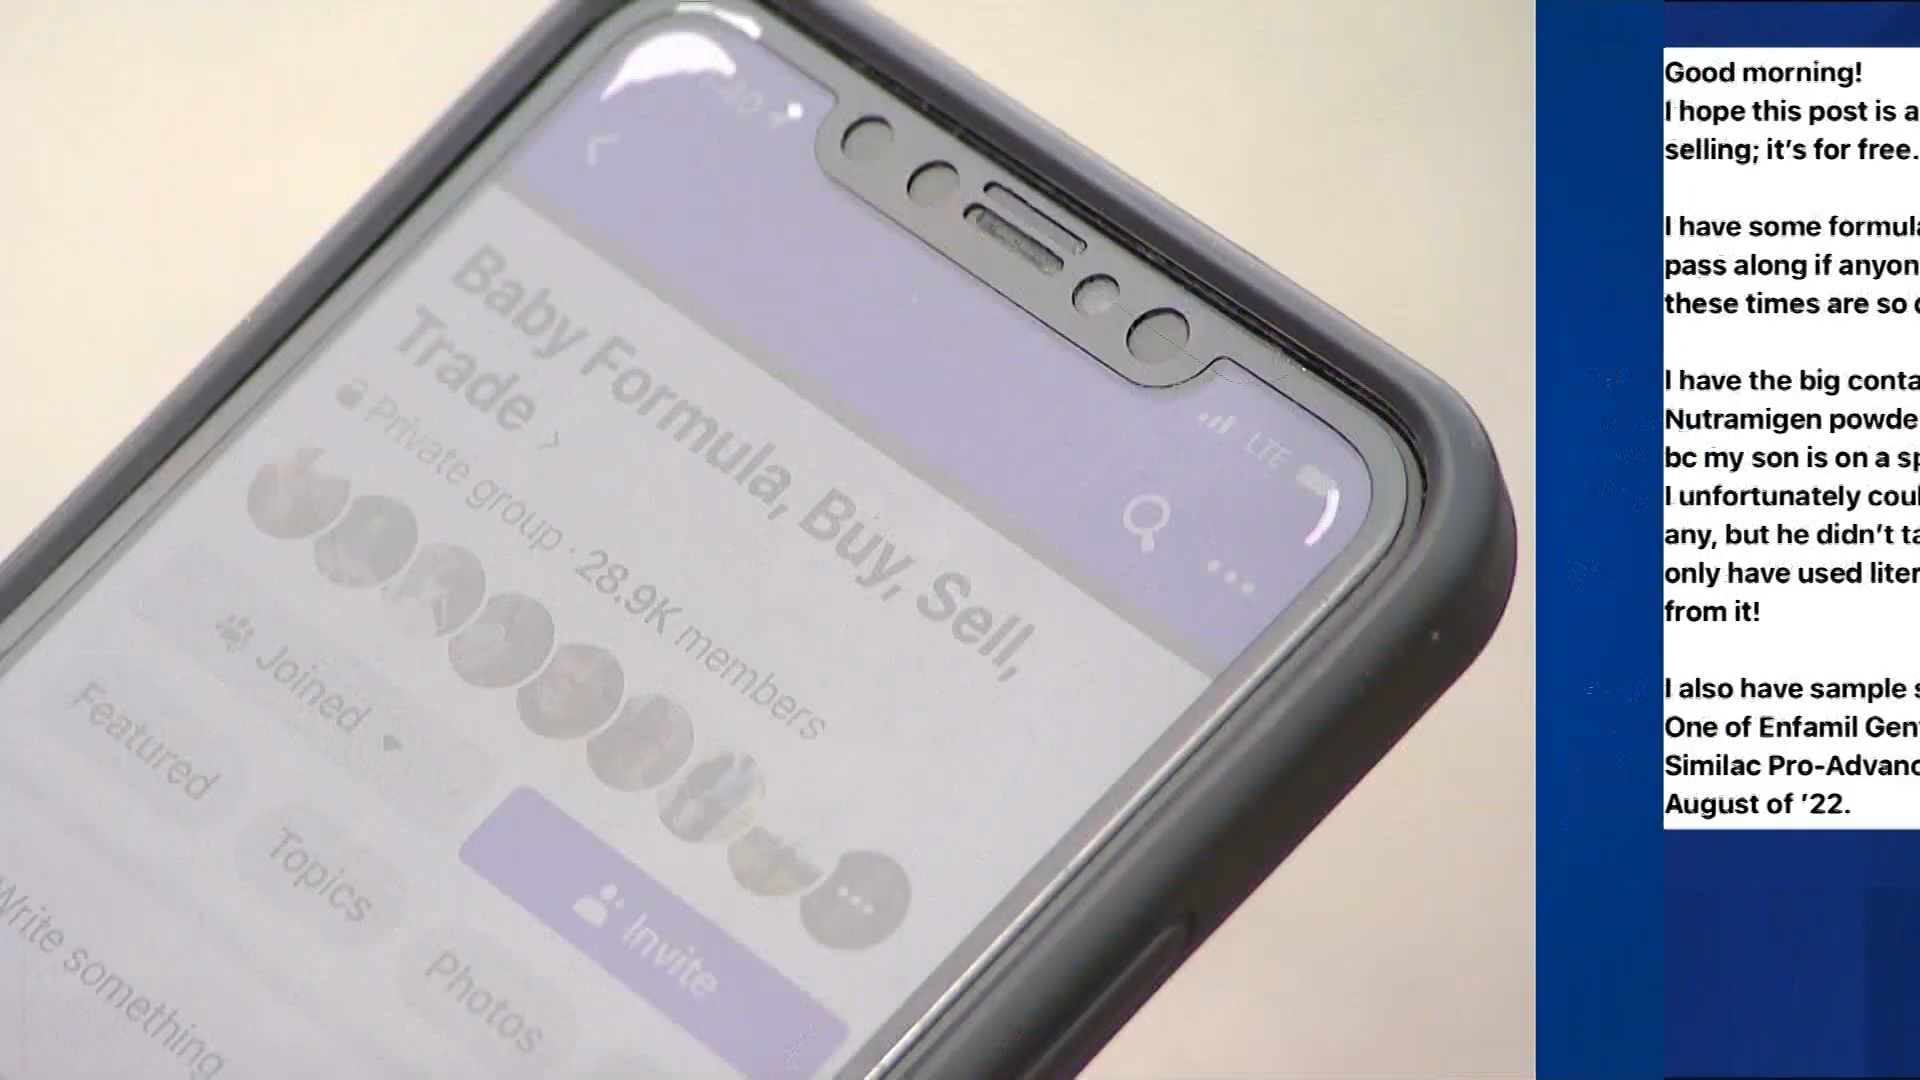 Baby Formula, Buy, Sell,
Trade >
Private group · 28.9K members
Joined
Invite
Featured
Topics
Photos
Write something
LTE
Good morning!
I hope this post is a
selling; it's for free.
I have some formula
pass along if anyon
these times are so
I have the big conta
Nutramigen powde
bc my son is on a sp
I unfortunately coul
any, but he didn't ta
only have used liter
from it!
I also have sample s
One of Enfamil Gent
Similac Pro-Advanc
August of '22.